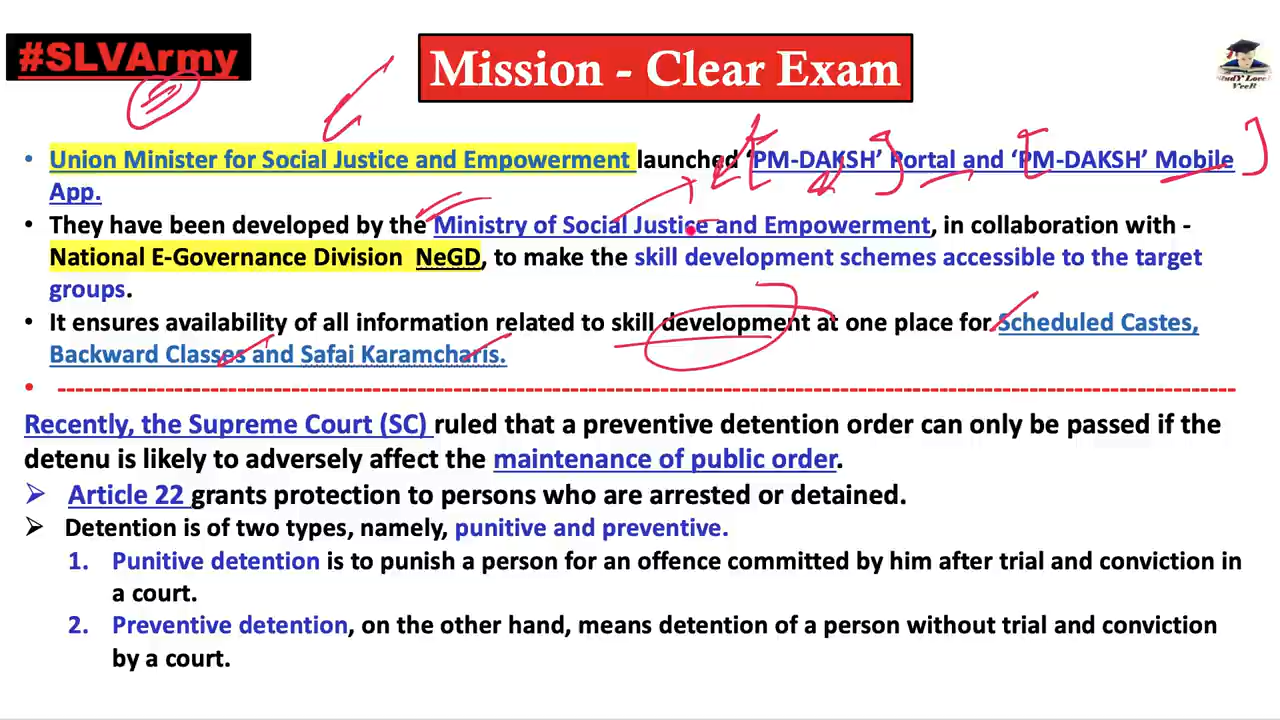 #SLVArmy
Mission - Clear Exam
StudY LoveR
VeeR
• Union Minister for Social Justice and Empowerment launched ‘PM-DAKSH’ Portal and ‘PM-DAKSH’ Mobile
App.
• They have been developed by the Ministry of Social Justice and Empowerment, in collaboration with -
National E-Governance Division NeGD, to make the skill development schemes accessible to the target
groups.
• It ensures availability of all information related to skill development at one place for Scheduled Castes,
Backward Classes and Safai Karamcharis.
• ------------------------------------------------------------------------------------------
Recently, the Supreme Court (SC) ruled that a preventive detention order can only be passed if the
detenu is likely to adversely affect the maintenance of public order.
➢ Article 22 grants protection to persons who are arrested or detained.
➢ Detention is of two types, namely, punitive and preventive.
1. Punitive detention is to punish a person for an offence committed by him after trial and conviction in
a court.
2. Preventive detention, on the other hand, means detention of a person without trial and conviction
by a court.